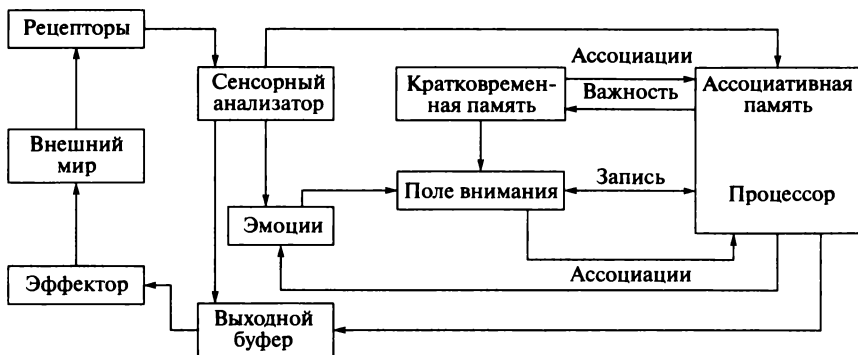 Рецепторы
Сенсорный
анализатор
Ассоциации
Кратковремен-
ная память
Важность
Ассоциативная
память
Внешний
мир
Поле внимания
Запись
Процессор
Эмоции
Ассоциации
Эффектор
Выходной
буфер